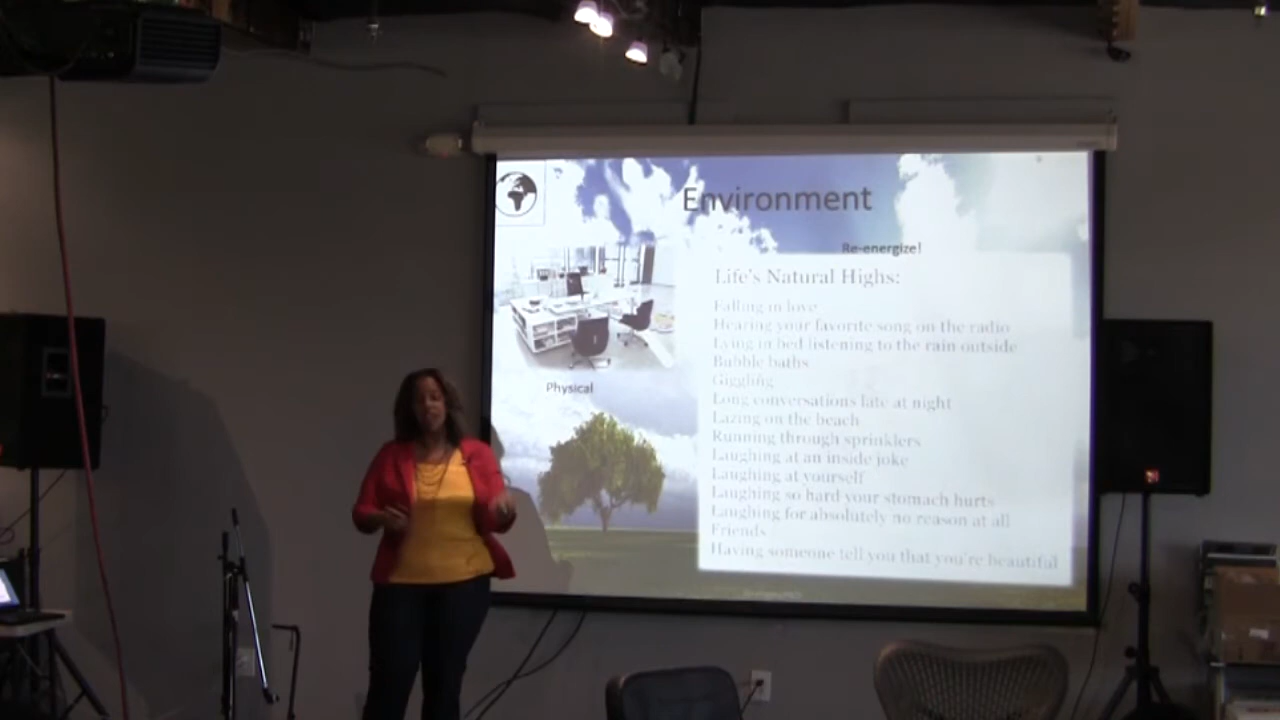 Environment
Re-energize!
Life's Natural Highs:
Falling in love
Hearing your favorite song on the radio
Lying in bed listening to the rain outside
Bubble baths
Giggling
Long conversations late at night
Lazing on the beach
Running through sprinklers
Laughing at an inside joke
Laughing at yourself
Laughing so hard your stomach hurts
Laughing for absolutely no reason at all
Friends
Having someone tell you that you're beautiful
Physical